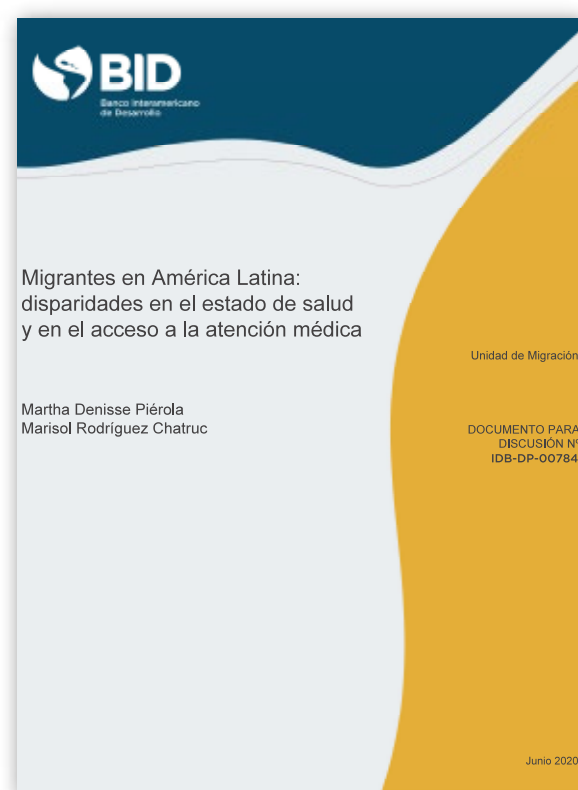 BID
Banco Interamericano
de Desarrollo
Migrantes en América Latina:
disparidades en el estado de salud
y en el acceso a la atención médica
Unidad de Migración
Martha Denisse Piérola
Marisol Rodríguez Chatruc
DOCUMENTO PARA
DISCUSIÓN Nº
IDB-DP-00784
Junio 2020